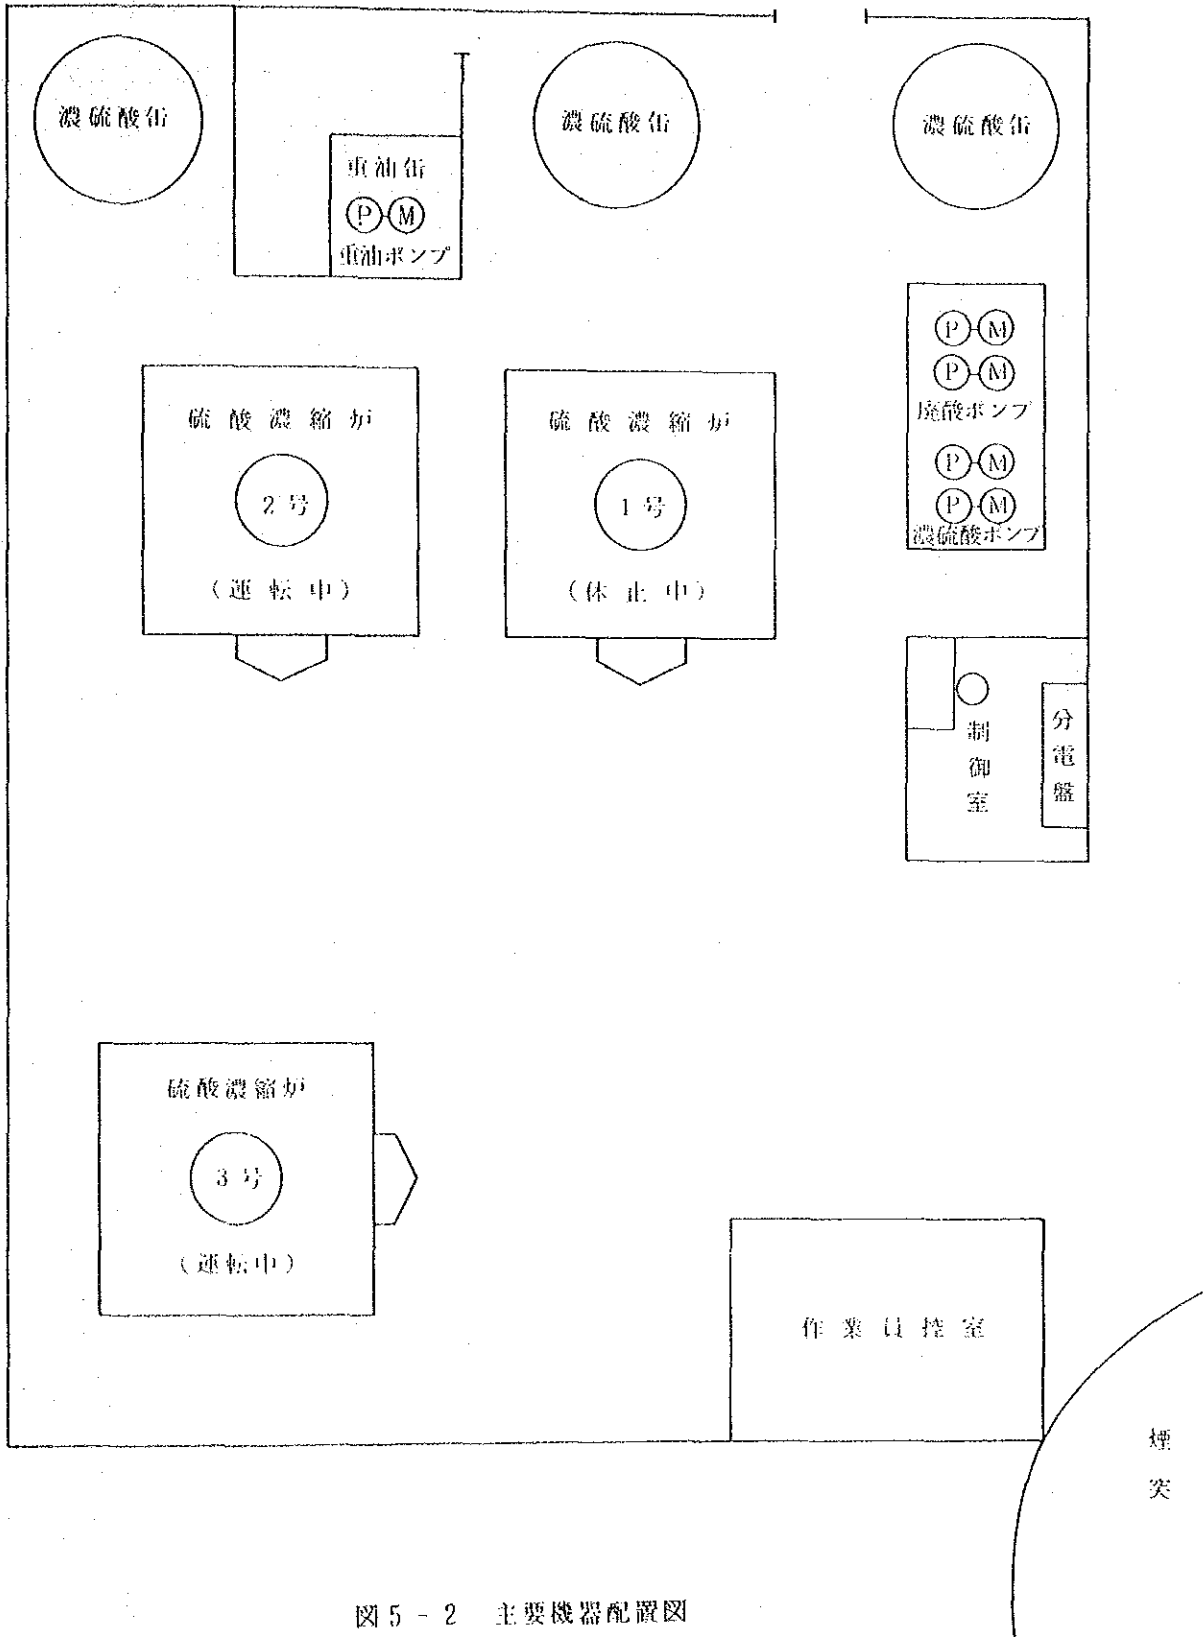 濃硫酸缶
濃硫酸缶
濃硫酸缶
重油缶
P M
重油ポンプ
P M
P M
廃酸ポンプ
P M
P M
濃硫酸ポンプ
硫酸濃縮炉
2号
(運転中)
硫酸濃縮炉
1号
(休止中)
制御室
分電盤
硫酸濃縮炉
3号
(運転中)
作業員控室
煙突
図5-2 主要機器配置図